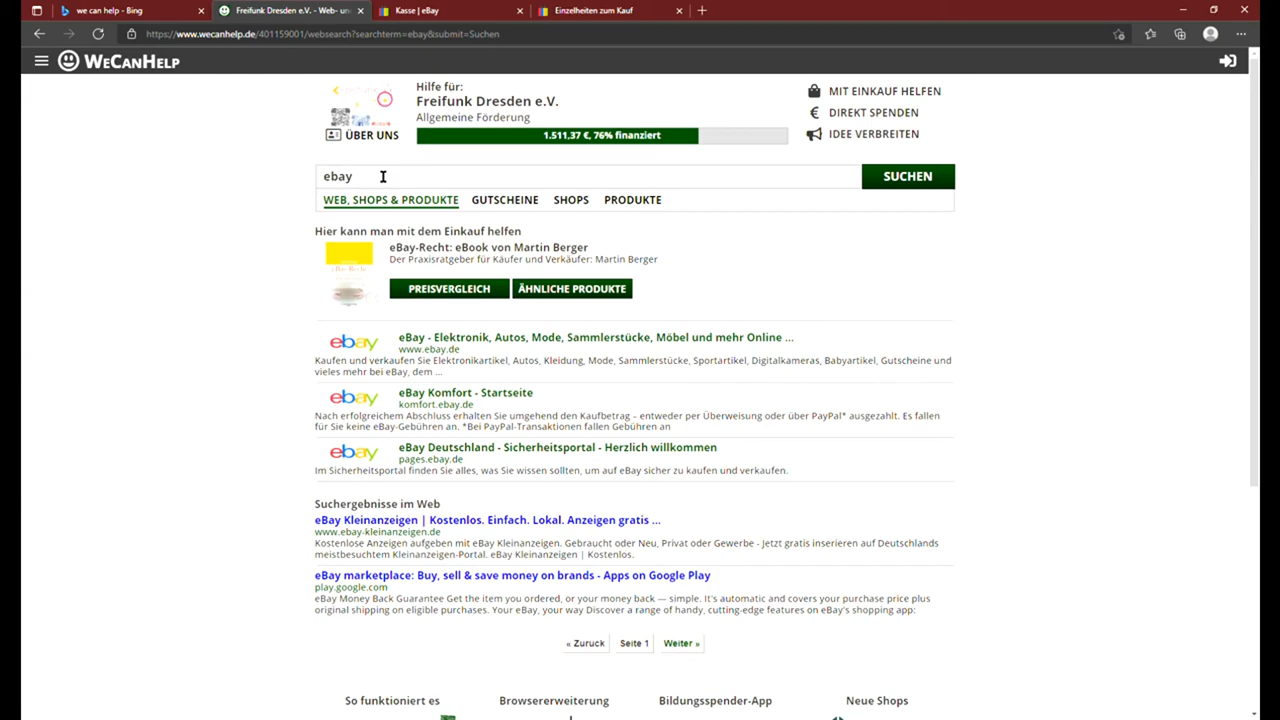 we can help - Bing
Freifunk Dresden e.V. - Web- un
Kasse | eBay
Einzelheiten zum Kauf
https://www.wecanhelp.de/401159001/websearch?searchterm=ebay&submit=Suchen
WECANHELP
Hilfe für:
Freifunk Dresden e.V.
Allgemeine Förderung
ÜBER UNS
1.511,37 €, 76% finanziert
MIT EINKAUF HELFEN
DIREKT SPENDEN
IDEE VERBREITEN
ebay
SUCHEN
WEB, SHOPS & PRODUKTE GUTSCHEINE SHOPS PRODUKTE
Hier kann man mit dem Einkauf helfen
eBay-Recht: eBook von Martin Berger
Der Praxisratgeber für Käufer und Verkäufer: Martin Berger
PREISVERGLEICH ÄHNLICHE PRODUKTE
ebay
eBay - Elektronik, Autos, Mode, Sammlerstücke, Möbel und mehr Online ...
www.ebay.de
Kaufen und verkaufen Sie Elektronikartikel, Autos, Kleidung, Mode, Sammlerstücke, Sportartikel, Digitalkameras, Babyartikel, Gutscheine und
vieles mehr bei eBay, dem ...
ebay
eBay Komfort - Startseite
komfort.ebay.de
Nach erfolgreichem Abschluss erhalten Sie umgehend den Kaufbetrag – entweder per Überweisung oder über PayPal* ausgezahlt. Es fallen
für Sie keine eBay-Gebühren an. *Bei PayPal-Transaktionen fallen Gebühren an
ebay
eBay Deutschland - Sicherheitsportal - Herzlich willkommen
pages.ebay.de
Im Sicherheitsportal finden Sie alles, was Sie wissen sollten, um auf eBay sicher zu kaufen und verkaufen.
Suchergebnisse im Web
eBay Kleinanzeigen | Kostenlos. Einfach. Lokal. Anzeigen gratis ...
www.ebay-kleinanzeigen.de
Kostenlose Anzeigen aufgeben mit eBay Kleinanzeigen. Gebraucht oder Neu, Privat oder Gewerbe - Jetzt gratis inserieren auf Deutschlands
meistbesuchtem Kleinanzeigen-Portal. eBay Kleinanzeigen | Kostenlos.
eBay marketplace: Buy, sell & save money on brands - Apps on Google Play
play.google.com
eBay Money Back Guarantee Get the item you ordered, or your money back — simple. It's automatic and covers your purchase price plus
original shipping on eligible purchases. Your eBay, your way Discover a range of handy, cutting-edge features on eBay's shopping app:
« Zurück Seite 1 Weiter »
So funktioniert es Browsererweiterung Bildungsspender-App Neue Shops